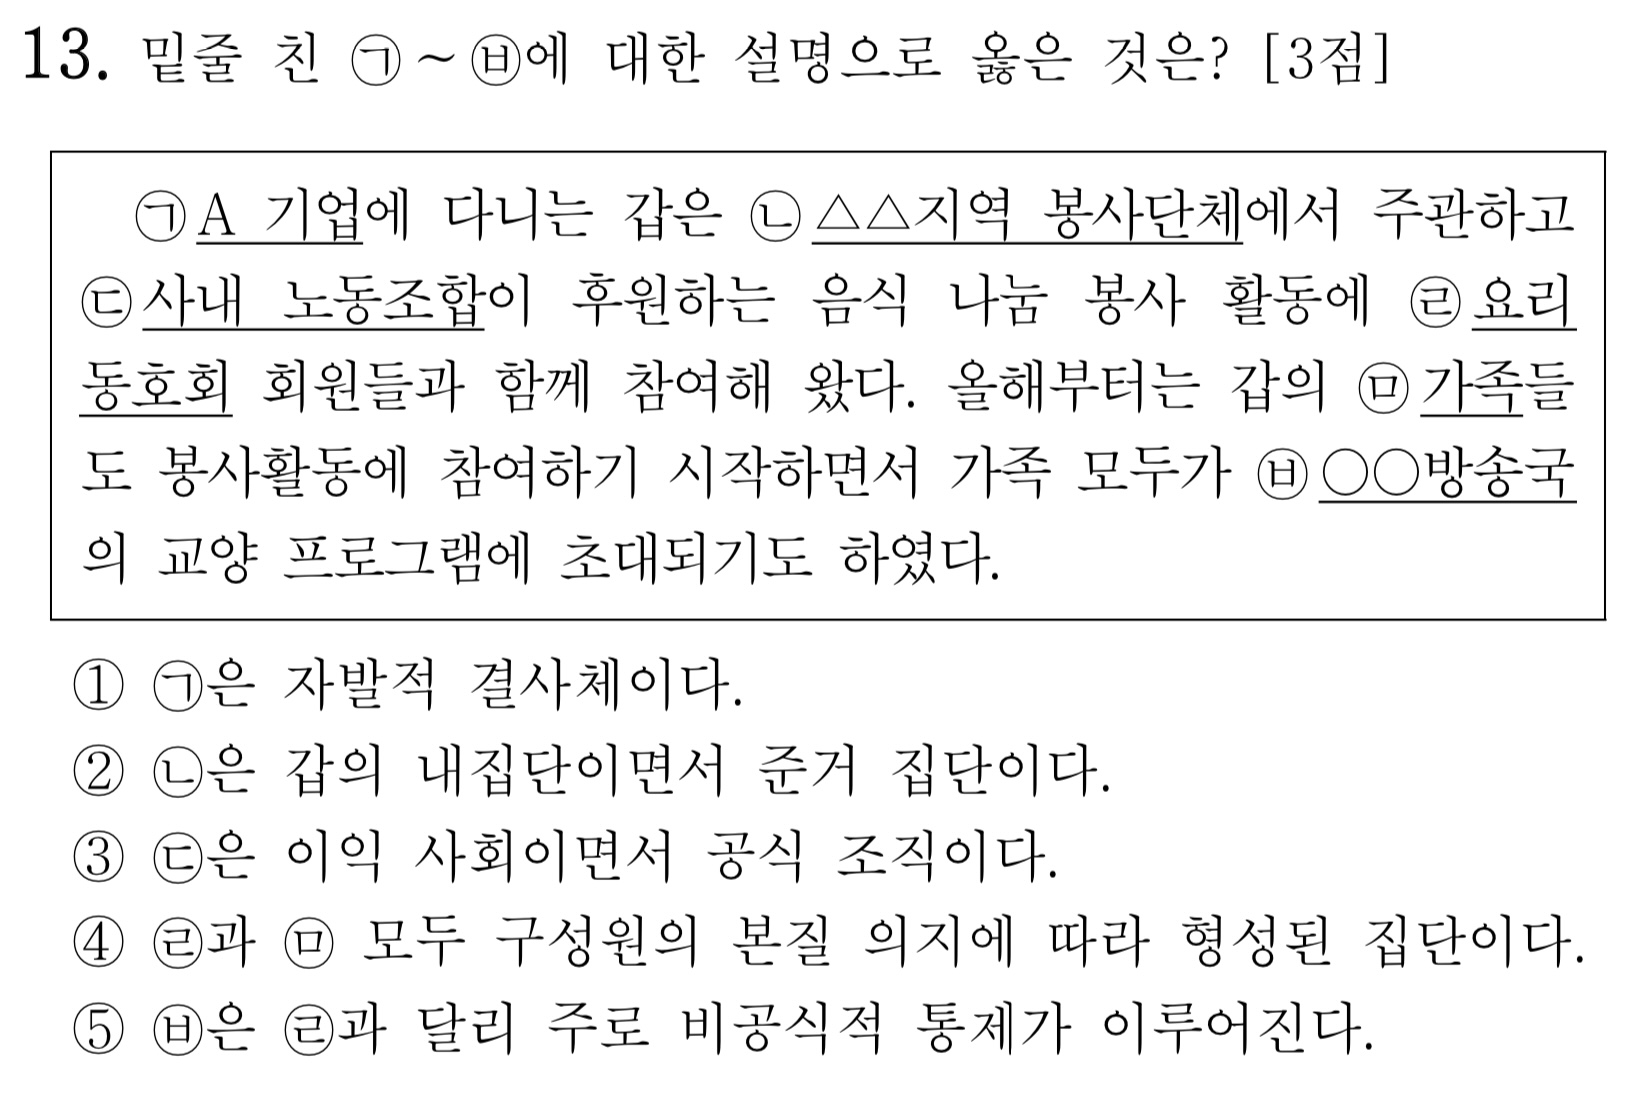 13. 밑줄 친 ㉠~㉥에 대한 설명으로 옳은 것은? [3점]
㉠A 기업에 다니는 갑은 ㉡△△지역 봉사단체에서 주관하고
㉢사내 노동조합이 후원하는 음식 나눔 봉사 활동에 ㉣요리
동호회 회원들과 함께 참여해 왔다. 올해부터는 갑의 ㉤가족들
도 봉사활동에 참여하기 시작하면서 가족 모두가 ㉥○○방송국
의 교양 프로그램에 초대되기도 하였다.
① ㉠은 자발적 결사체이다.
② ㉡은 갑의 내집단이면서 준거 집단이다.
③ ㉢은 이익 사회이면서 공식 조직이다.
④ ㉣과 ㉤ 모두 구성원의 본질 의지에 따라 형성된 집단이다.
⑤ ㉥은 ㉣과 달리 주로 비공식적 통제가 이루어진다.